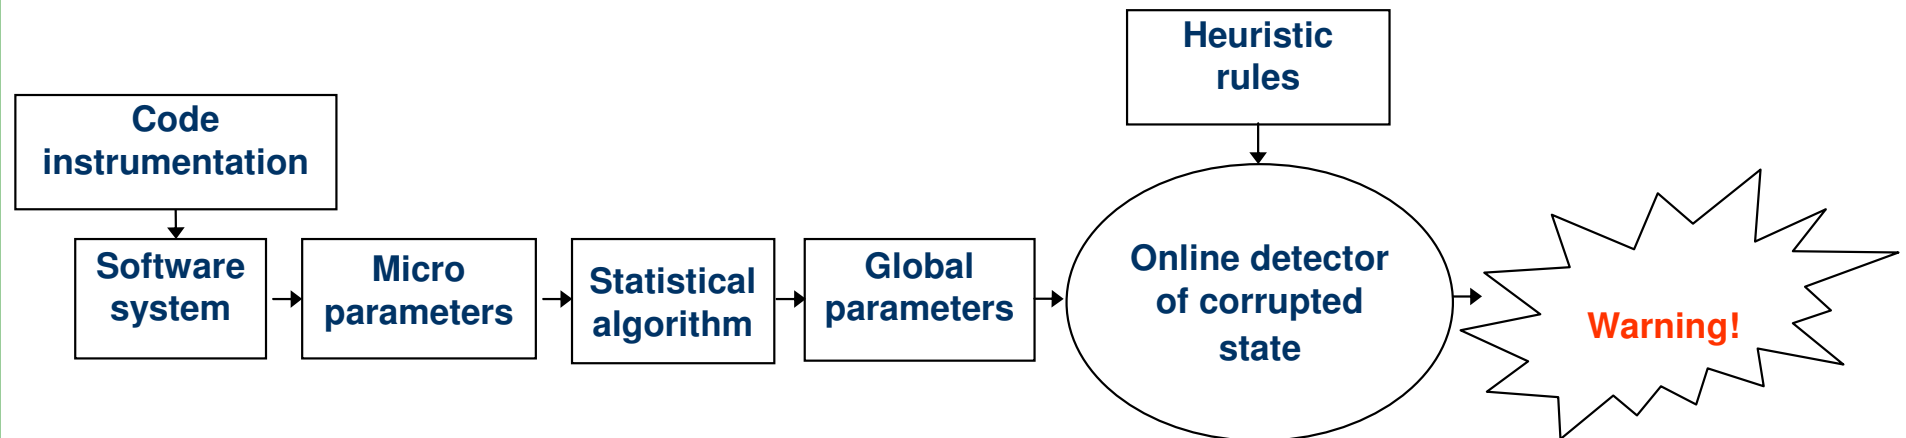 Heuristic
rules
Code
instrumentation
Software
system
Micro
parameters
Statistical
algorithm
Global
parameters
Online detector
of corrupted
state
Warning!